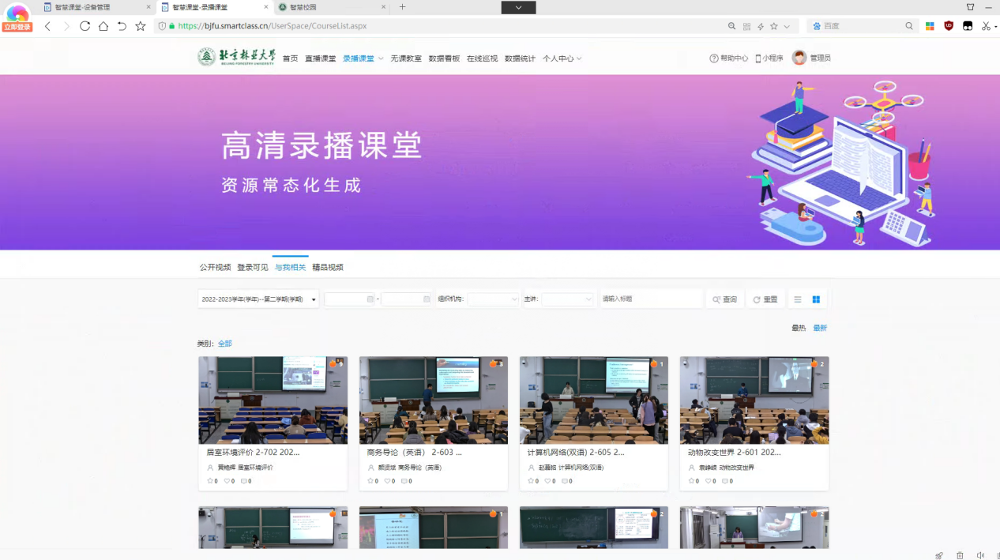 智慧课堂-设备管理
智慧课堂-录播课堂
智慧校园
立即登录
https://bjfu.smartclass.cn/UserSpace/CourseList.aspx
百度
北京林业大学
BEIJING FORESTRY UNIVERSITY
首页 直播课堂 录播课堂 无课教室 数据看板 在线巡视 数据统计 个人中心
帮助中心 小程序 管理员
高清录播课堂
资源常态化生成
公开视频 登录可见 与我相关 精品视频
2022-2023学年(学年)--第二学期(学期) - 组织机构: 主讲: 请输入标题 查询 重置
最热 最新
类别: 全部
9 3 1 2
居室环境评价 2-702 202...
黄艳辉 居室环境评价
0 0 0
商务导论（英语） 2-603 ...
颜贤斌 商务导论（英语）
0 0 0
计算机网络(双语) 2-605 2...
计算机网络(双语)
0 0 0
动物改变世界 2-601 202...
动物改变世界
0 0 0
1 2 2